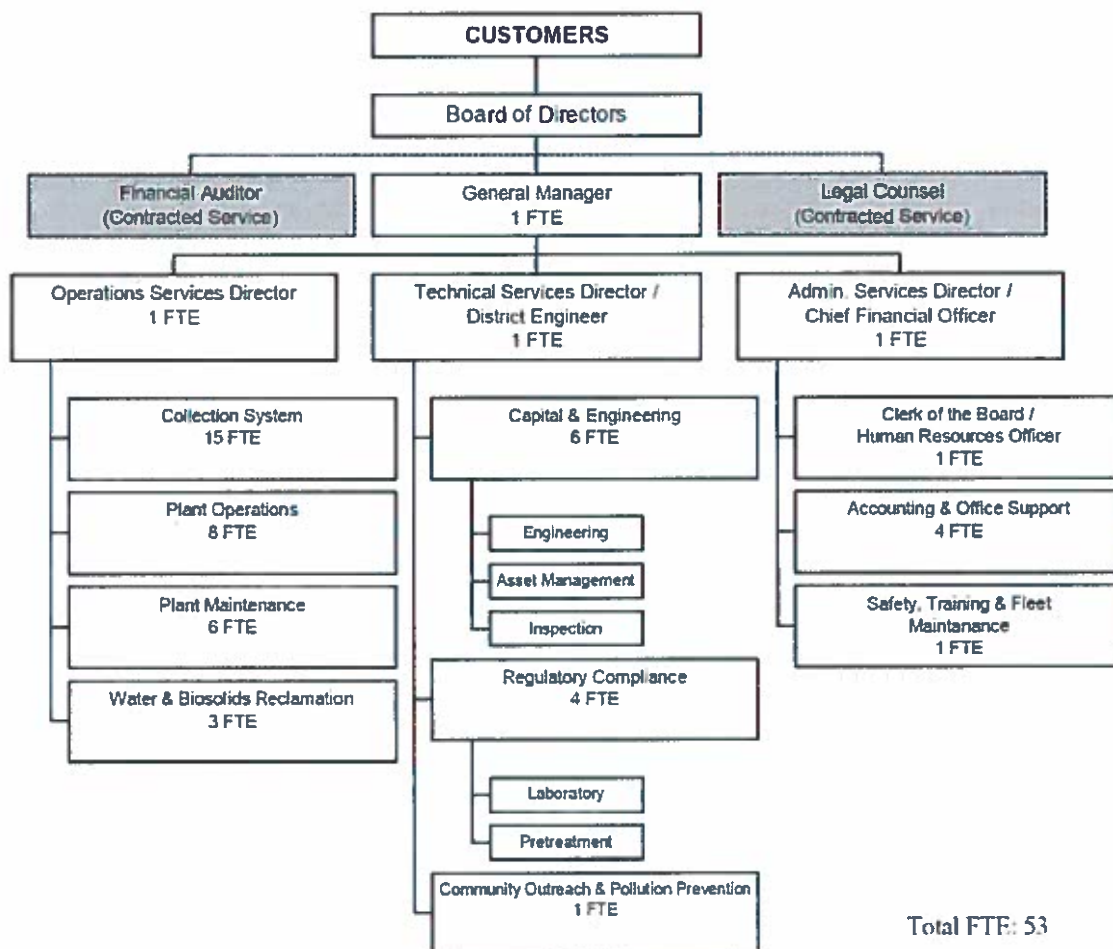 CUSTOMERS
Board of Directors
Financial Auditor
(Contracted Service)
General Manager
1 FTE
Legal Counsel
(Contracted Service)
Operations Services Director
1 FTE
Technical Services Director /
District Engineer
1 FTE
Admin. Services Director /
Chief Financial Officer
1 FTE
Collection System
15 FTE
Plant Operations
8 FTE
Plant Maintenance
6 FTE
Water & Biosolids Reclamation
3 FTE
Capital & Engineering
6 FTE
Engineering
Asset Management
Inspection
Regulatory Compliance
4 FTE
Laboratory
Pretreatment
Community Outreach & Pollution Prevention
1 FTE
Clerk of the Board /
Human Resources Officer
1 FTE
Accounting & Office Support
4 FTE
Safety, Training & Fleet
Maintanance
1 FTE
Total FTE: 53